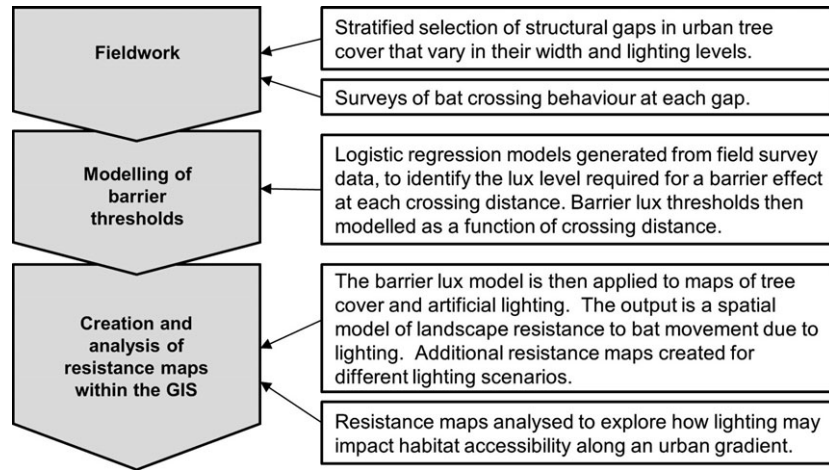 Fieldwork
Stratified selection of structural gaps in urban tree
cover that vary in their width and lighting levels.
Surveys of bat crossing behaviour at each gap.
Modelling of
barrier
thresholds
Logistic regression models generated from field survey
data, to identify the lux level required for a barrier effect
at each crossing distance. Barrier lux thresholds then
modelled as a function of crossing distance.
Creation and
analysis of
resistance maps
within the GIS
The barrier lux model is then applied to maps of tree
cover and artificial lighting.  The output is a spatial
model of landscape resistance to bat movement due to
lighting.  Additional resistance maps created for
different lighting scenarios.
Resistance maps analysed to explore how lighting may
impact habitat accessibility along an urban gradient.